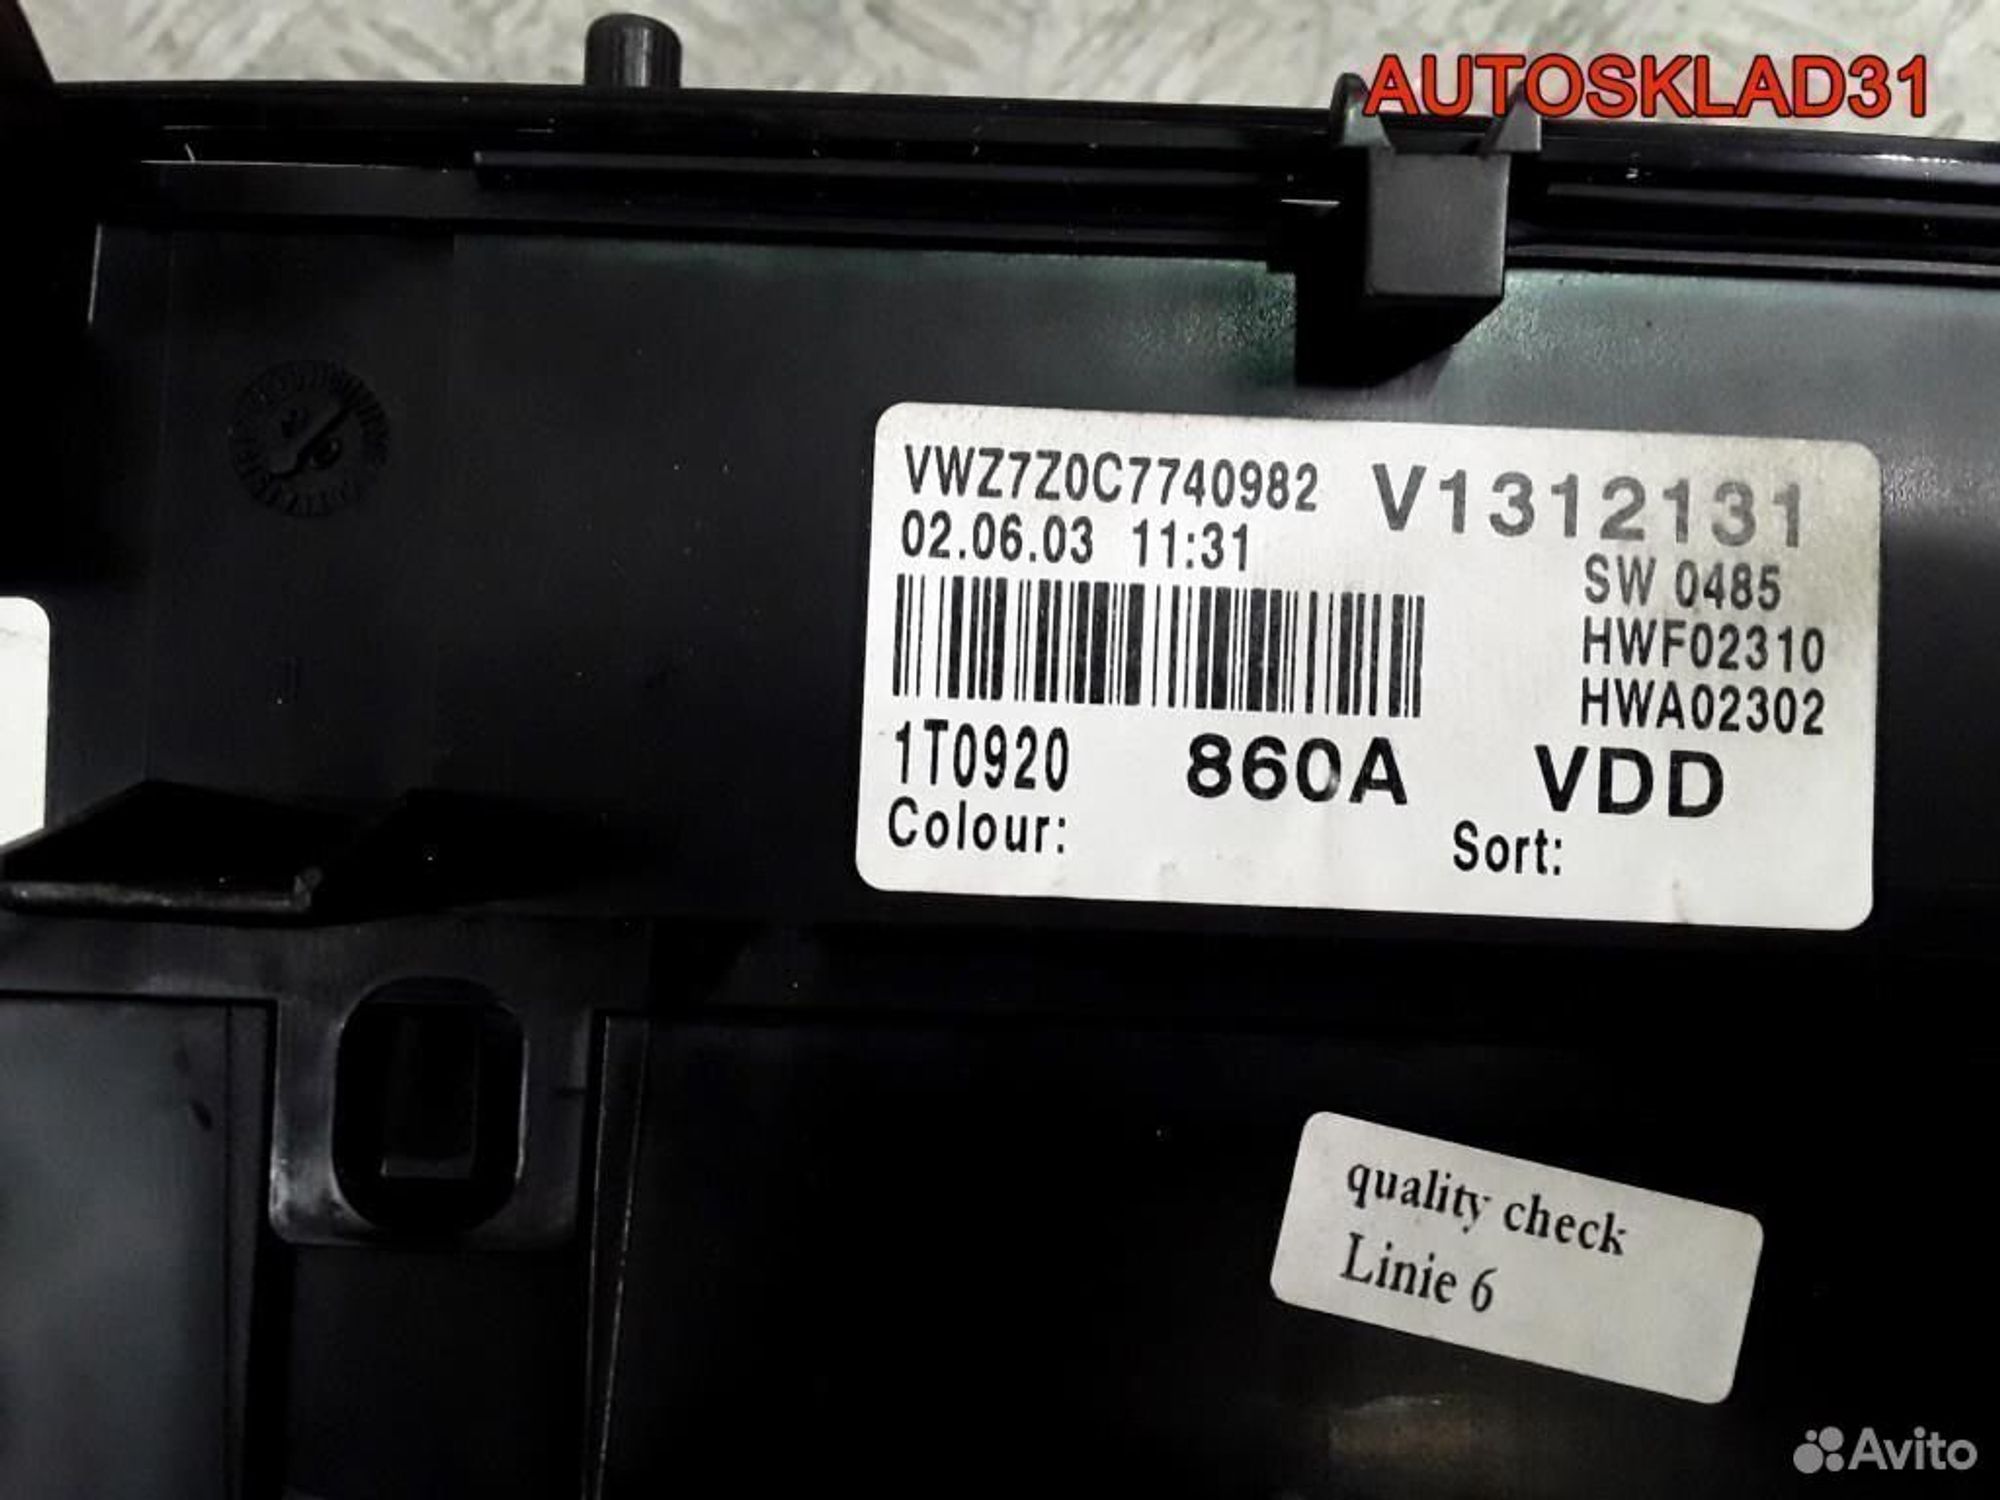 AUTOSKLAD31
VWZ7Z0C7740982 V1312131
02.06.03 11:31
SW 0485
HWF02310
HWA02302
1T0920 860A VDD
Colour: Sort:
quality check
Linie 6
Avito